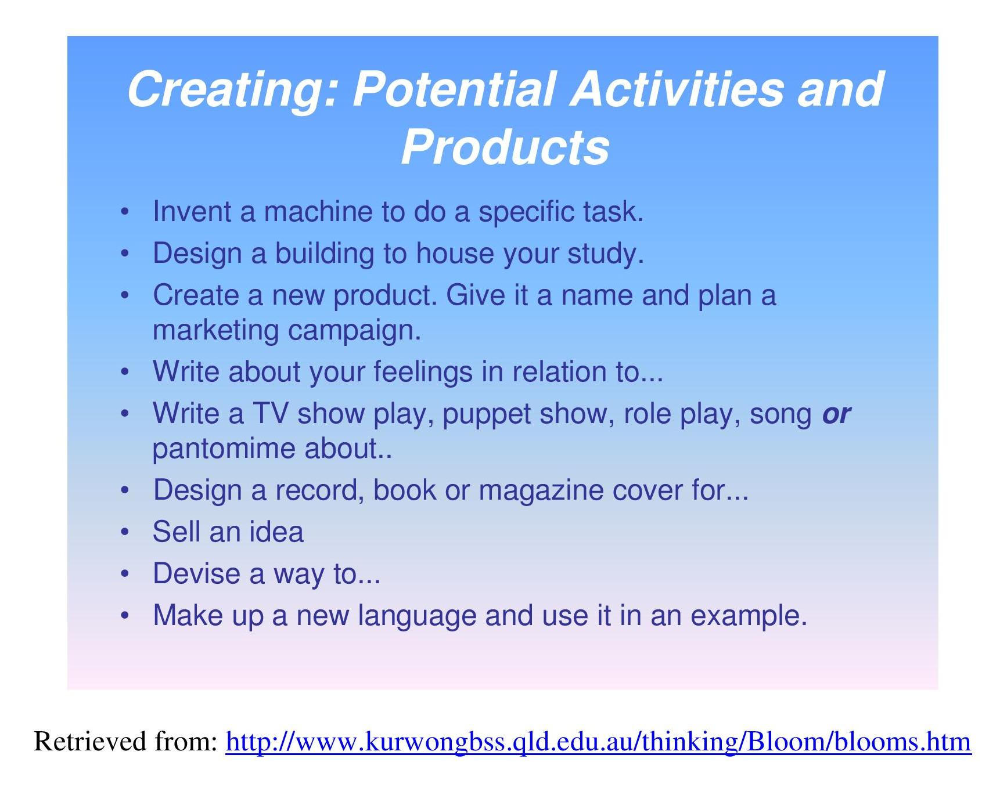 Creating: Potential Activities and
Products
• Invent a machine to do a specific task.
• Design a building to house your study.
• Create a new product. Give it a name and plan a
marketing campaign.
• Write about your feelings in relation to...
• Write a TV show play, puppet show, role play, song or
pantomime about..
• Design a record, book or magazine cover for...
• Sell an idea
• Devise a way to...
• Make up a new language and use it in an example.
Retrieved from: http://www.kurwongbss.qld.edu.au/thinking/Bloom/blooms.htm